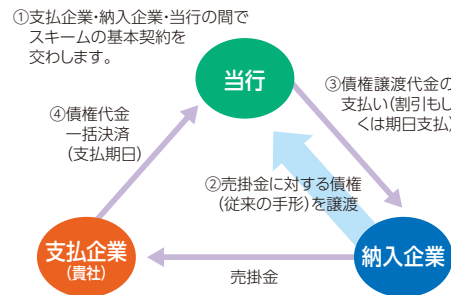 ①支払企業・納入企業・当行の間で
スキームの基本契約を
交わします。
当行
③債権譲渡代金の
支払い(割引もし
くは期日支払)
④債権代金
一括決済
(支払期日)
②売掛金に対する債権
(従来の手形)を譲渡
支払企業
(貴社)
納入企業
売掛金